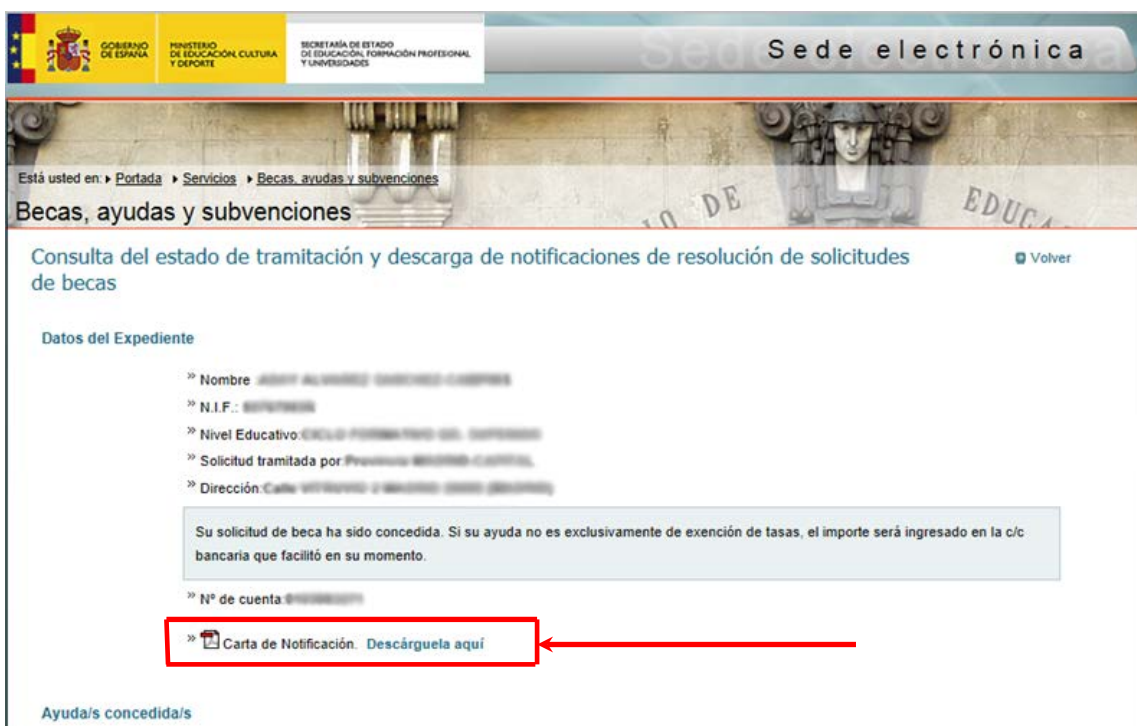 GOBIERNO
DE ESPAÑA
MINISTERIO
DE EDUCACIÓN, CULTURA
Y DEPORTE
SECRETARÍA DE ESTADO
DE EDUCACIÓN, FORMACIÓN PROFESIONAL
Y UNIVERSIDADES
Sede electrónica
Está usted en: Portada Servicios Becas, ayudas y subvenciones
Becas, ayudas y subvenciones
DE EDUCA
Consulta del estado de tramitación y descarga de notificaciones de resolución de solicitudes
de becas
Volver
Datos del Expediente
» Nombre :
» N.I.F.:
» Nivel Educativo:
» Solicitud tramitada por:
» Dirección:
Su solicitud de beca ha sido concedida. Si su ayuda no es exclusivamente de exención de tasas, el importe será ingresado en la c/c
bancaria que facilitó en su momento.
» Nº de cuenta:
» Carta de Notificación. Descárguela aquí
Ayuda/s concedida/s